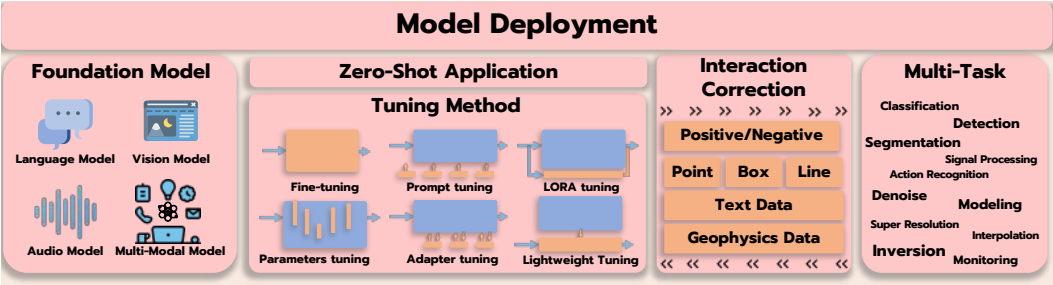 Model Deployment
Foundation Model
Language Model
Vision Model
Audio Model
Multi-Modal Model
Zero-Shot Application
Tuning Method
Fine-tuning
Prompt tuning
LORA tuning
Parameters tuning
Adapter tuning
Lightweight Tuning
Interaction
Correction
Positive/Negative
Point
Box
Line
Text Data
Geophysics Data
Multi-Task
Classification
Detection
Segmentation
Signal Processing
Action Recognition
Denoise
Modeling
Super Resolution
Interpolation
Inversion
Monitoring